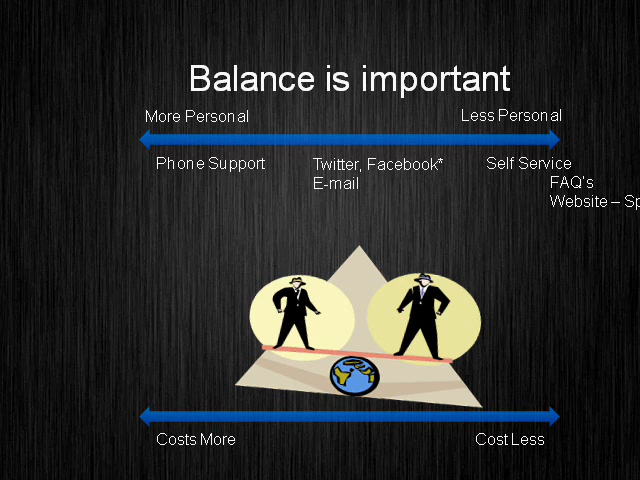 Balance is important
More Personal
Less Personal
Phone Support
Twitter, Facebook*
E-mail
Self Service
FAQ's
Website – Sp
Costs More
Cost Less